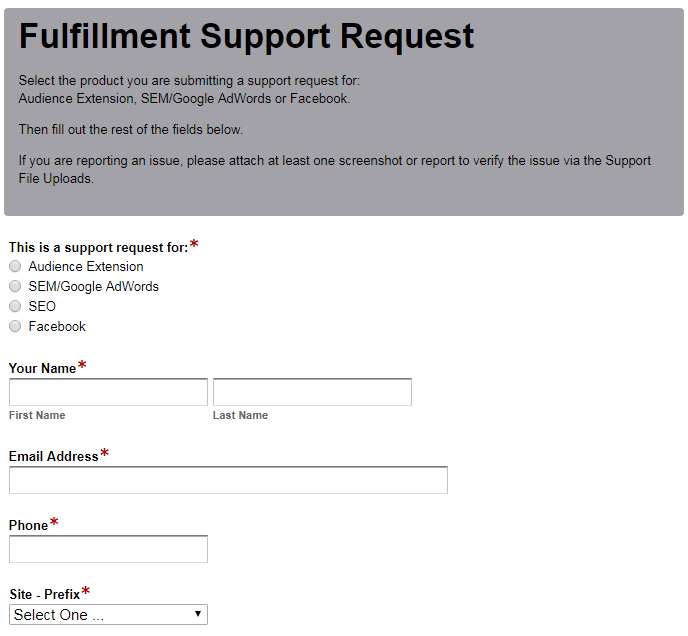 Fulfillment Support Request
Select the product you are submitting a support request for:
Audience Extension, SEM/Google AdWords or Facebook.
Then fill out the rest of the fields below.
If you are reporting an issue, please attach at least one screenshot or report to verify the issue via the Support
File Uploads.
This is a support request for:*
Audience Extension
SEM/Google AdWords
SEO
Facebook
Your Name*
First Name Last Name
Email Address*
Phone*
Site - Prefix*
Select One ...